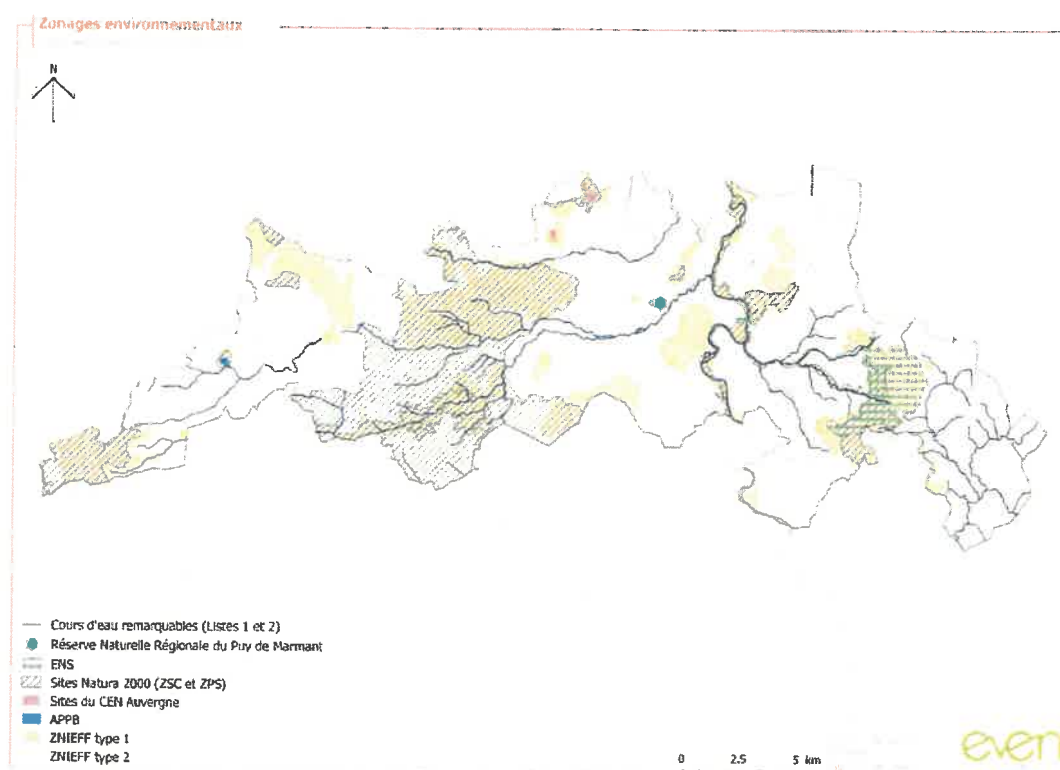 Zonages environnementaux
N
Cours d'eau remarquables (Listes 1 et 2)
Réserve Naturelle Régionale du Puy de Marmant
ENS
Sites Natura 2000 (ZSC et ZPS)
Sites du CEN Auvergne
APPB
ZNIEFF type 1
ZNIEFF type 2
0 2.5 5 km
even